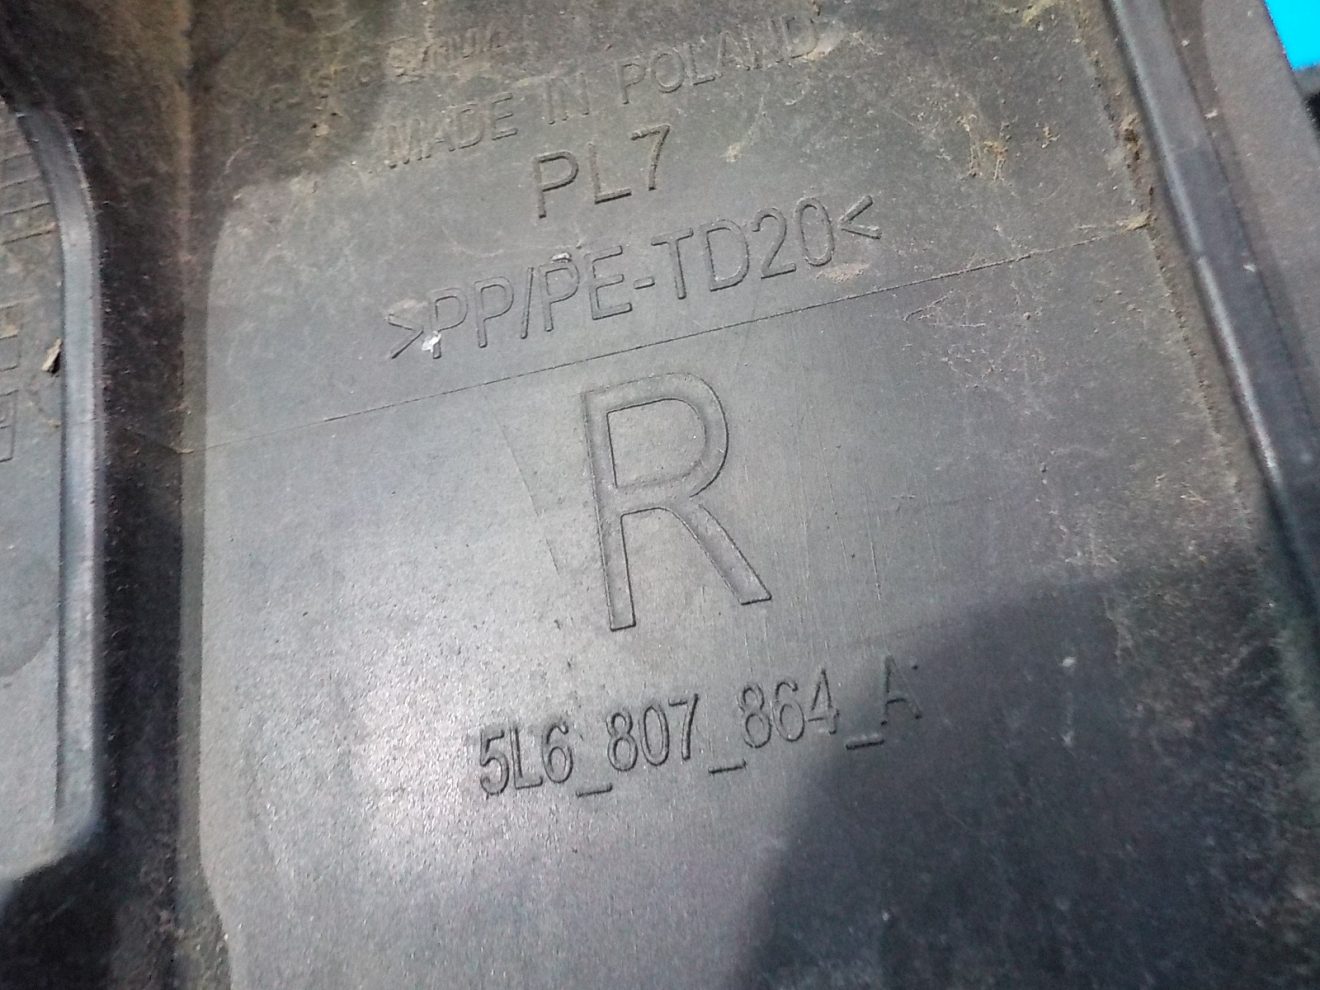 MADE IN POLAND
PL7
>PP/PE-TD20<
R
5L6_807_864_A